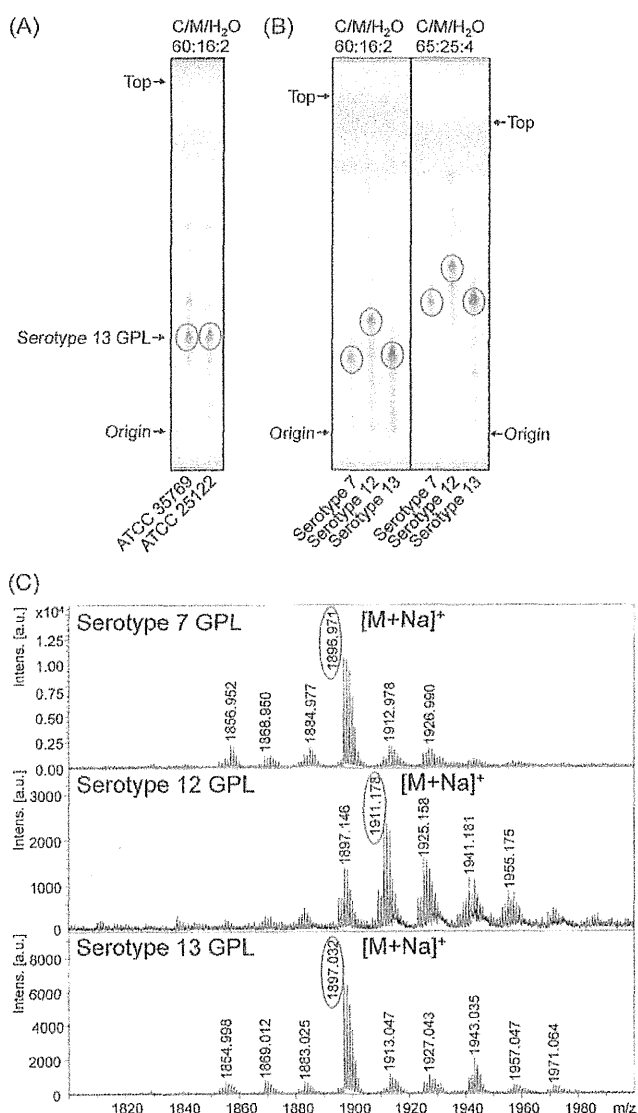 (A)
C/M/H₂O
60:16:2
Top
Serotype 13 GPL
Origin
ATCC 35769
ATCC 25122
(B)
C/M/H₂O
60:16:2
C/M/H₂O
65:25:4
Top
Top
Origin
Origin
Serotype 7
Serotype 12
Serotype 13
Serotype 7
Serotype 12
Serotype 13
(C)
Intens. [a.u.]
x10⁴
1.25
1.00
0.75
0.50
0.25
0.00
Serotype 7 GPL
[M+Na]⁺
1856.952
1868.950
1884.977
1896.971
1912.978
1926.990
Intens. [a.u.]
3000
2000
1000
0
Serotype 12 GPL
[M+Na]⁺
1897.146
1911.178
1925.158
1941.181
1955.175
Intens. [a.u.]
8000
6000
4000
2000
0
Serotype 13 GPL
[M+Na]⁺
1854.998
1869.012
1883.025
1897.032
1913.047
1927.043
1943.035
1957.047
1971.064
1820 1840 1860 1880 1900 1920 1940 1960 1980 m/z